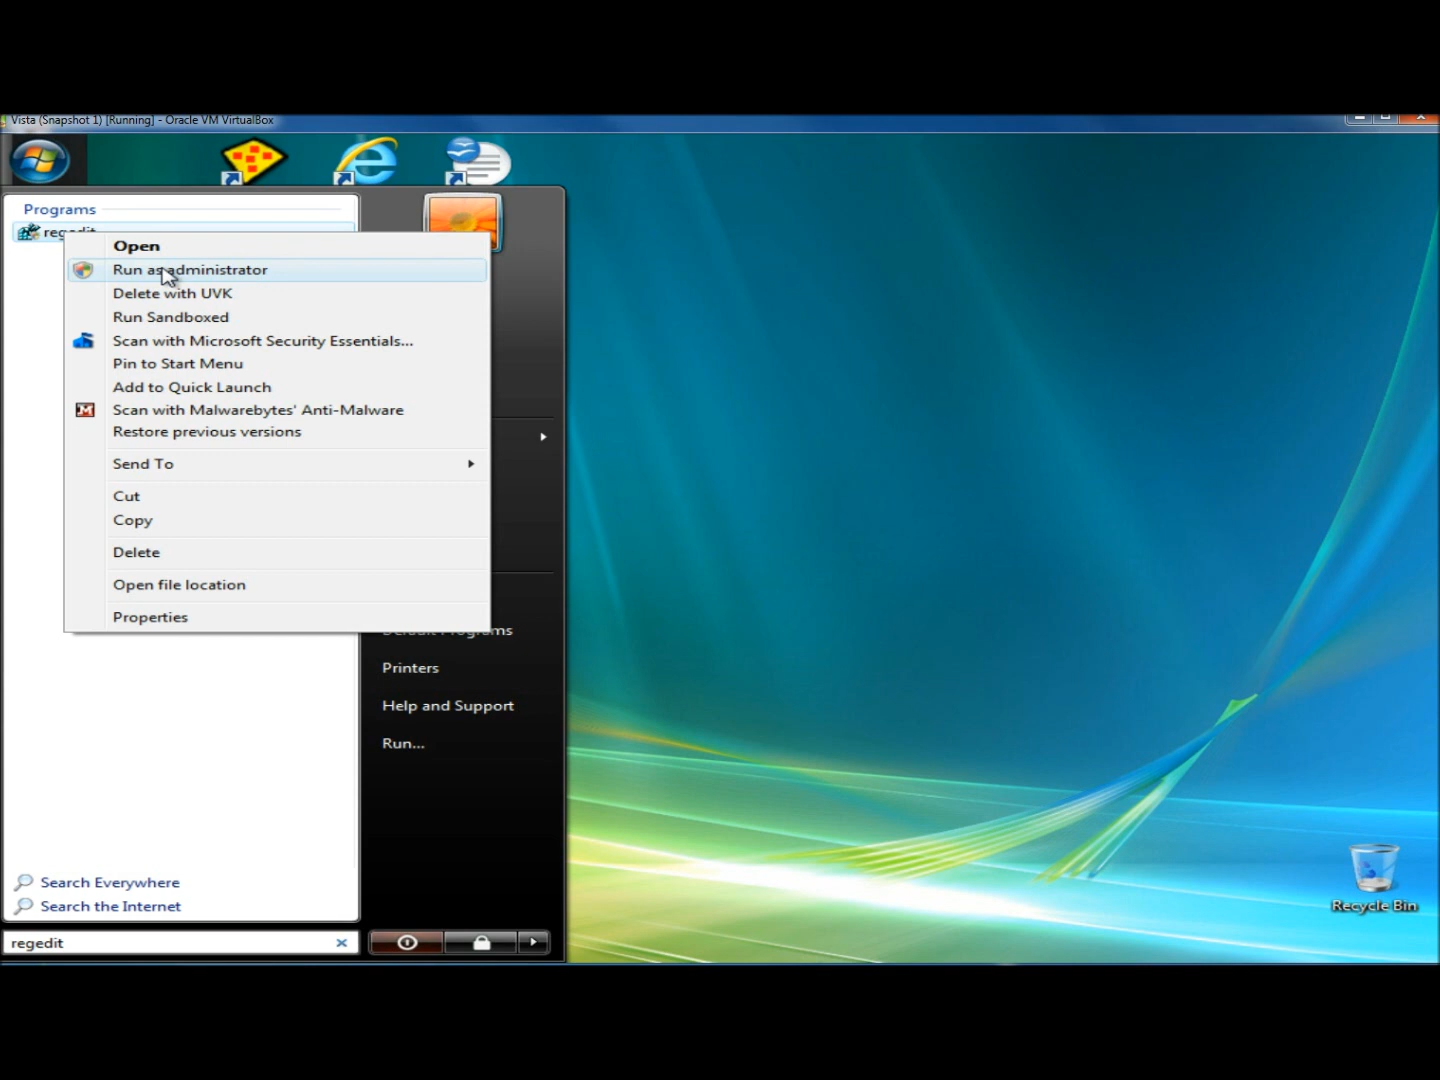 Vista (Snapshot 1) [Running] - Oracle VM VirtualBox
Programs
regedit
Open
Run as administrator
Delete with UVK
Run Sandboxed
Scan with Microsoft Security Essentials...
Pin to Start Menu
Add to Quick Launch
Scan with Malwarebytes' Anti-Malware
Restore previous versions
Send To
Cut
Copy
Delete
Open file location
Properties
Default Programs
Printers
Help and Support
Run...
Search Everywhere
Search the Internet
regedit
Recycle Bin